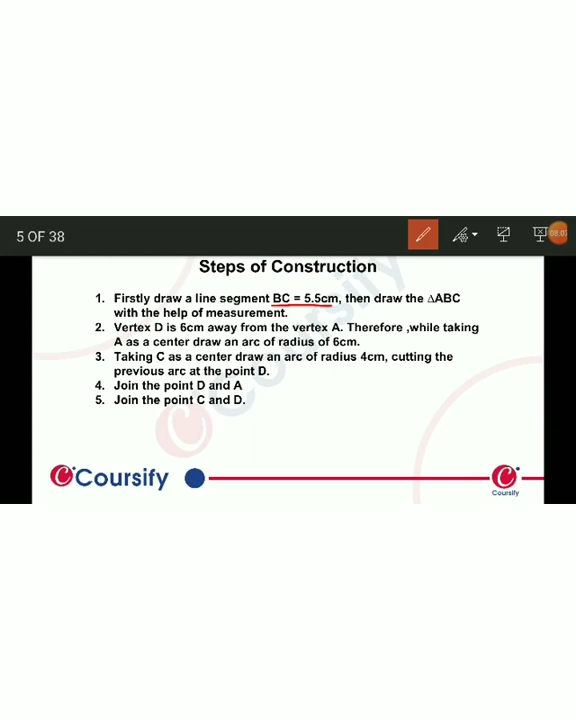 5 OF 38
Steps of Construction
1. Firstly draw a line segment BC = 5.5cm, then draw the ∆ABC
with the help of measurement.
2. Vertex D is 6cm away from the vertex A. Therefore ,while taking
A as a center draw an arc of radius of 6cm.
3. Taking C as a center draw an arc of radius 4cm, cutting the
previous arc at the point D.
4. Join the point D and A
5. Join the point C and D.
Coursify
Coursify
Coursify